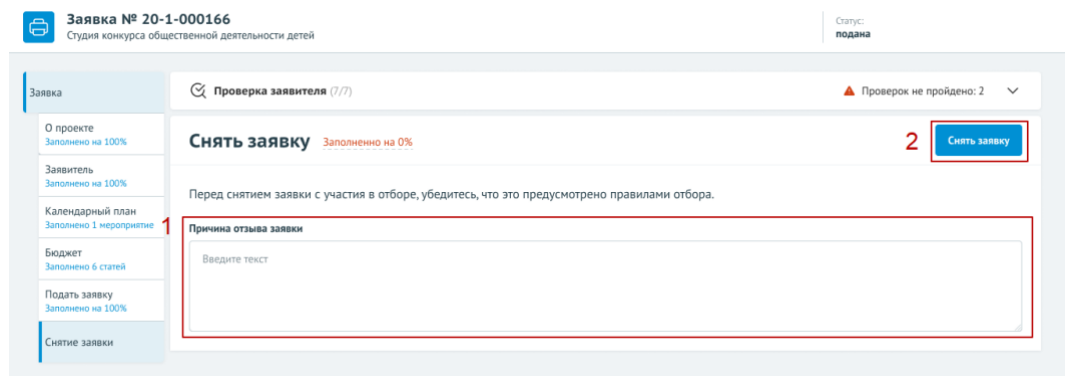 Заявка № 20-1-000166
Студия конкурса общественной деятельности детей
Статус:
подана
Заявка
О проекте
Заполнено на 100%
Заявитель
Заполнено на 100%
Календарный план
Заполнено 1 мероприятие
Бюджет
Заполнено 6 статей
Подать заявку
Заполнено на 100%
Снятие заявки
Проверка заявителя (7/7)
Проверок не пройдено: 2
Снять заявку Заполненно на 0%
2
Снять заявку
Перед снятием заявки с участия в отборе, убедитесь, что это предусмотрено правилами отбора.
1
Причина отзыва заявки
Введите текст